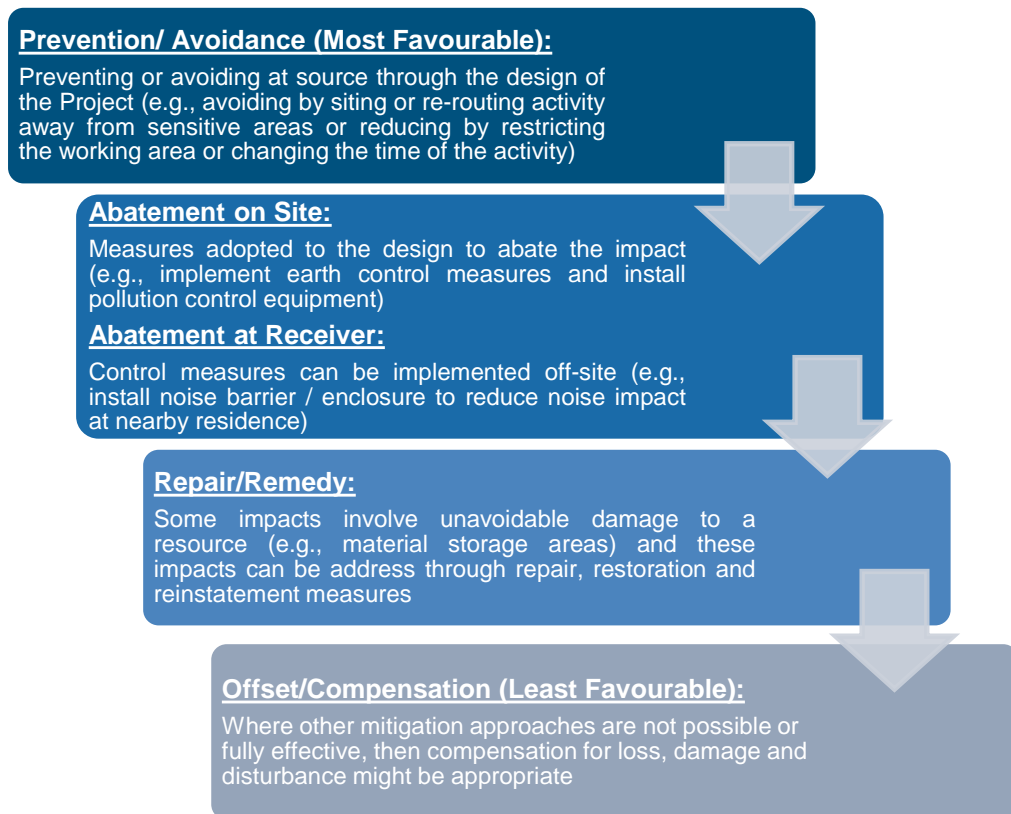 Prevention/ Avoidance (Most Favourable):
Preventing or avoiding at source through the design of
the Project (e.g., avoiding by siting or re-routing activity
away from sensitive areas or reducing by restricting
the working area or changing the time of the activity)
Abatement on Site:
Measures adopted to the design to abate the impact
(e.g., implement earth control measures and install
pollution control equipment)
Abatement at Receiver:
Control measures can be implemented off-site (e.g.,
install noise barrier / enclosure to reduce noise impact
at nearby residence)
Repair/Remedy:
Some impacts involve unavoidable damage to a
resource (e.g., material storage areas) and these
impacts can be address through repair, restoration and
reinstatement measures
Offset/Compensation (Least Favourable):
Where other mitigation approaches are not possible or
fully effective, then compensation for loss, damage and
disturbance might be appropriate